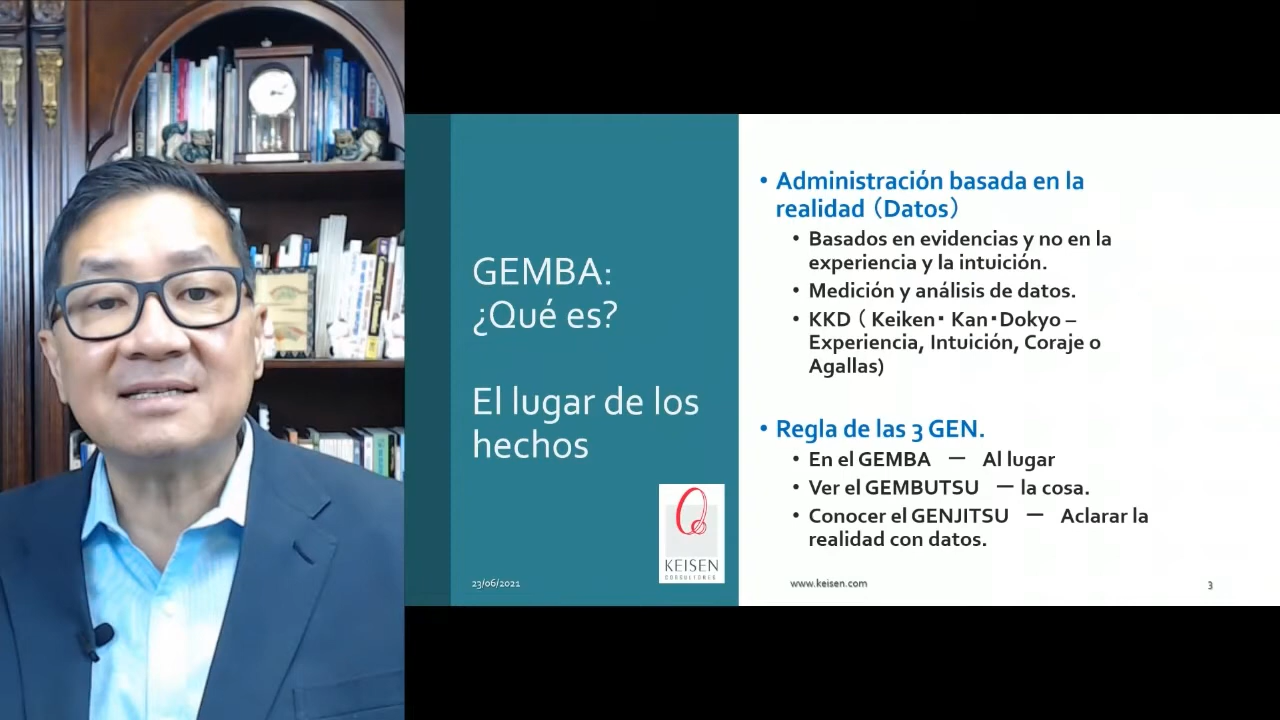 GEMBA:
¿Qué es?
El lugar de los
hechos
KEISEN
CONSULTORES
23/06/2021
• Administración basada en la
realidad (Datos)
• Basados en evidencias y no en la
experiencia y la intuición.
• Medición y análisis de datos.
• KKD ( Keiken・ Kan・Dokyo –
Experiencia, Intuición, Coraje o
Agallas)
• Regla de las 3 GEN.
• En el GEMBA — Al lugar
• Ver el GEMBUTSU — la cosa.
• Conocer el GENJITSU — Aclarar la
realidad con datos.
www.keisen.com
3